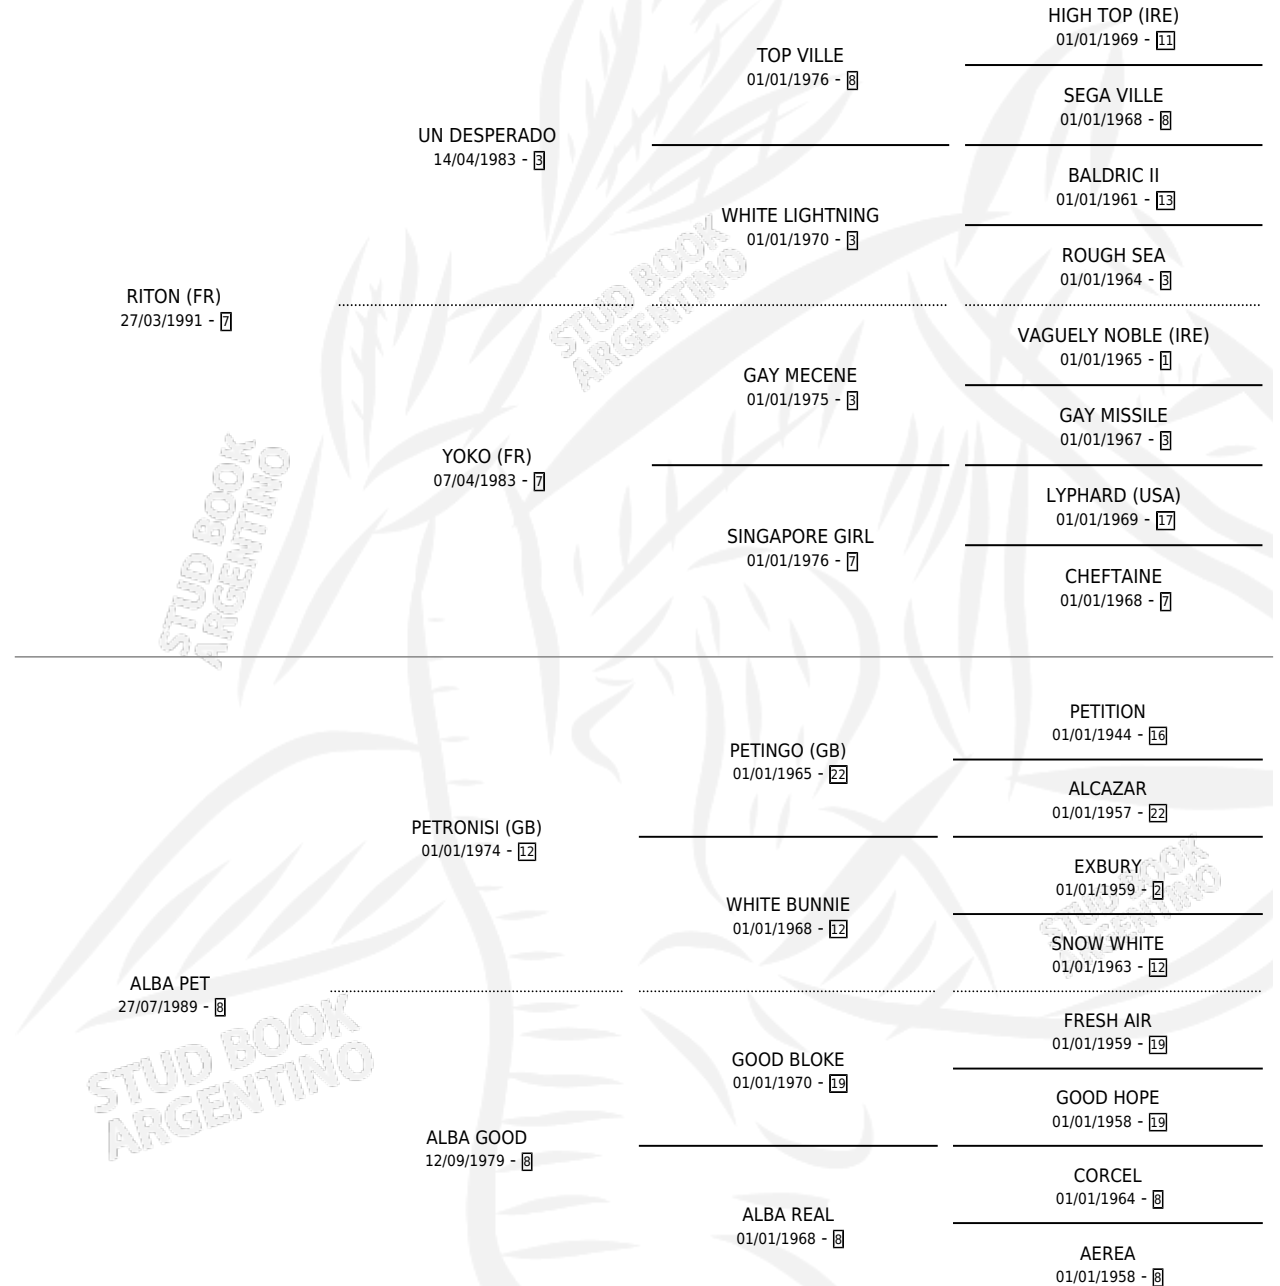 HIGH TOP (IRE)
01/01/1969 - 11
TOP VILLE
01/01/1976 - 8
SEGA VILLE
01/01/1968 - 8
UN DESPERADO
14/04/1983 - 3
BALDRIC II
01/01/1961 - 13
WHITE LIGHTNING
01/01/1970 - 3
ROUGH SEA
01/01/1964 - 3
RITON (FR)
27/03/1991 - 7
VAGUELY NOBLE (IRE)
01/01/1965 - 1
GAY MECENE
01/01/1975 - 3
GAY MISSILE
01/01/1967 - 3
YOKO (FR)
07/04/1983 - 7
LYPHARD (USA)
01/01/1969 - 17
SINGAPORE GIRL
01/01/1976 - 7
CHEFTAINE
01/01/1968 - 7
PETITION
01/01/1944 - 16
PETINGO (GB)
01/01/1965 - 22
ALCAZAR
01/01/1957 - 22
PETRONISI (GB)
01/01/1974 - 12
EXBURY
01/01/1959 - 2
WHITE BUNNIE
01/01/1968 - 12
SNOW WHITE
01/01/1963 - 12
ALBA PET
27/07/1989 - 8
FRESH AIR
01/01/1959 - 19
GOOD BLOKE
01/01/1970 - 19
GOOD HOPE
01/01/1958 - 19
ALBA GOOD
12/09/1979 - 8
CORCEL
01/01/1964 - 8
ALBA REAL
01/01/1968 - 8
AEREA
01/01/1958 - 8
STUD BOOK
ARGENTINO
STUD BOOK
ARGENTINO
STUD BOOK
ARGENTINO
STUD BOOK
ARGENTINO